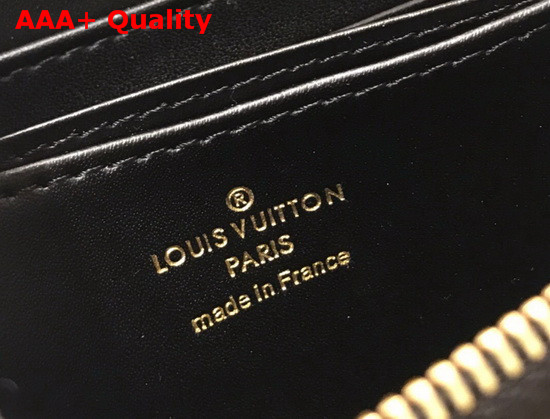 AAA+ Quality
®
LOUIS VUITTON
PARIS
made in France